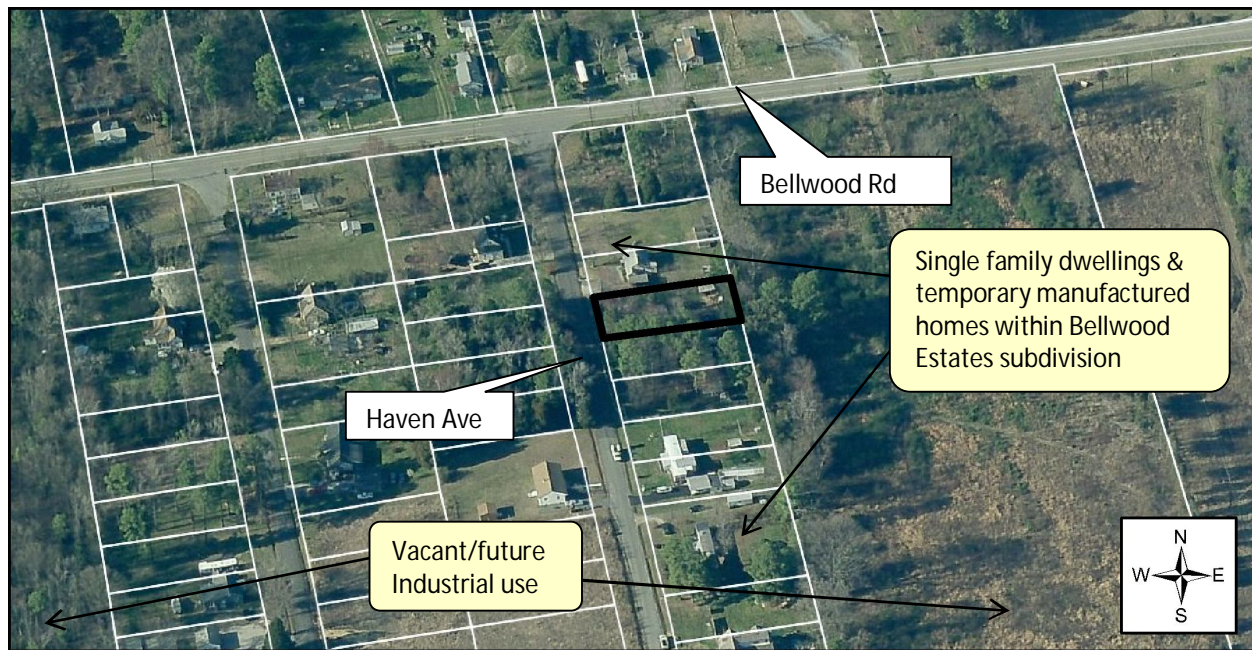 Bellwood Rd
Single family dwellings &
temporary manufactured
homes within Bellwood
Estates subdivision
Haven Ave
Vacant/future
Industrial use
N
W
E
S